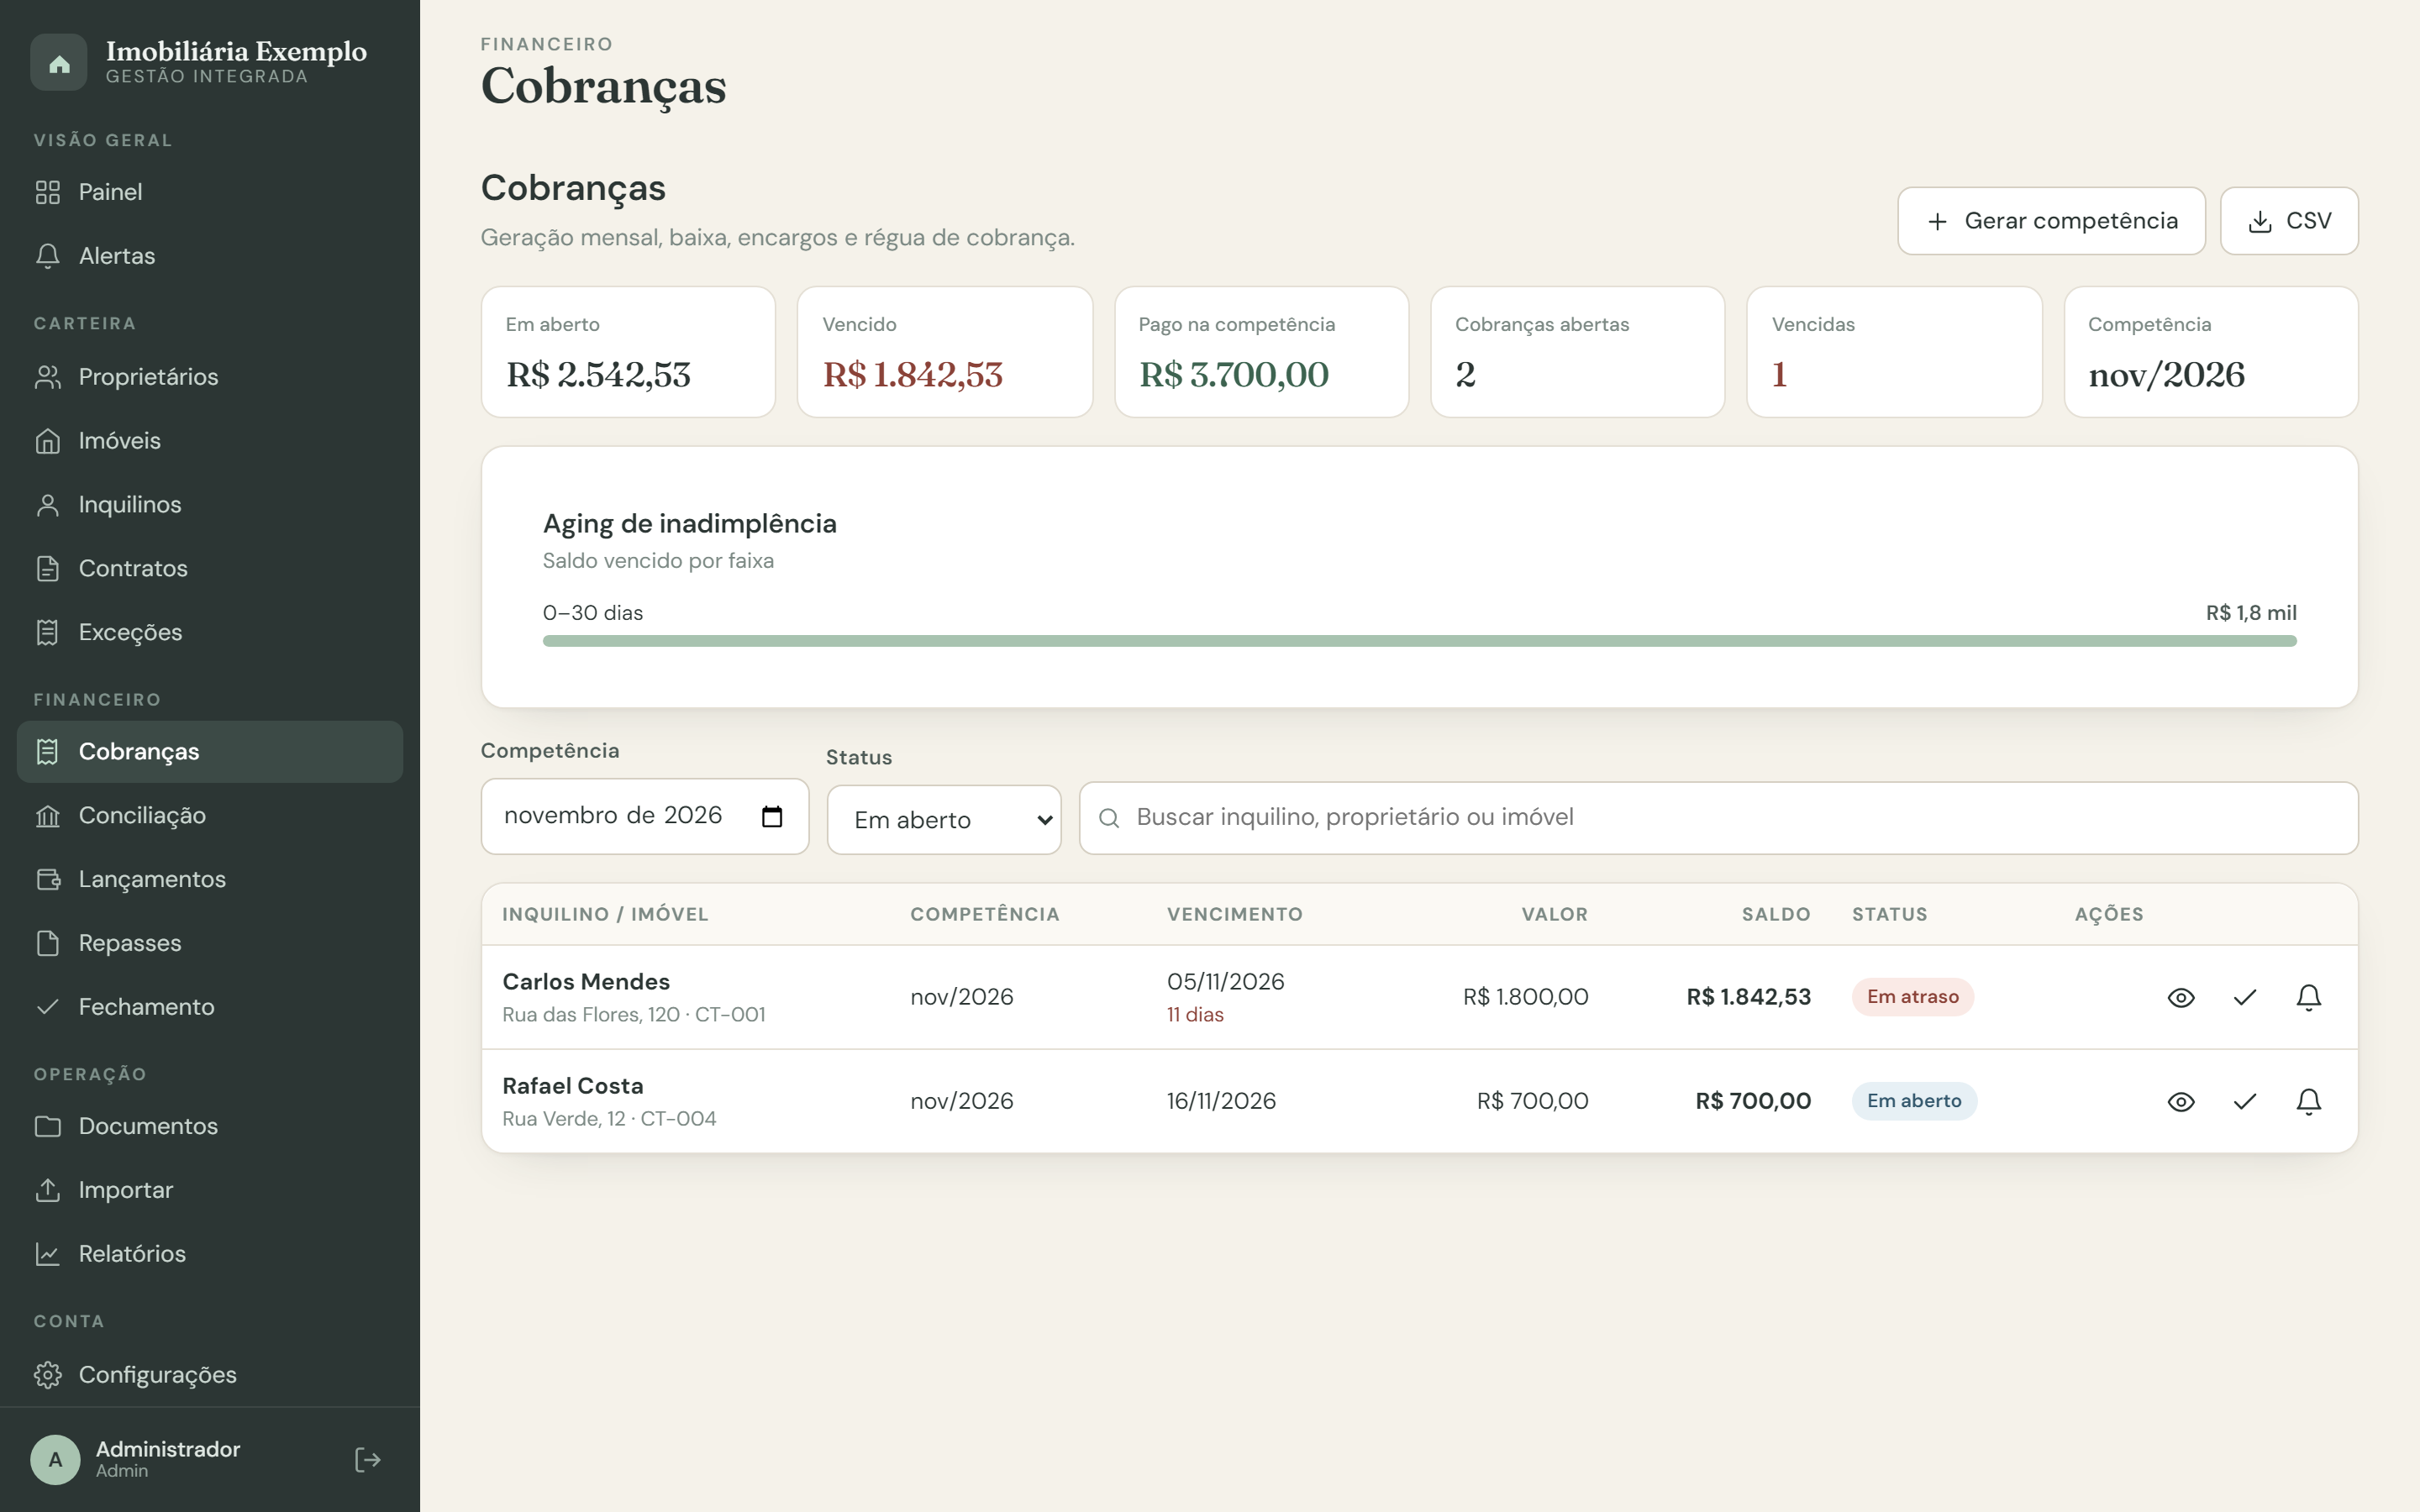 Imobiliária Exemplo
GESTÃO INTEGRADA
VISÃO GERAL
Painel
Alertas
CARTEIRA
Proprietários
Imóveis
Inquilinos
Contratos
Exceções
FINANCEIRO
Cobranças
Conciliação
Lançamentos
Repasses
Fechamento
OPERAÇÃO
Documentos
Importar
Relatórios
CONTA
Configurações
A
Administrador
Admin
FINANCEIRO
Cobranças
Cobranças
Geração mensal, baixa, encargos e régua de cobrança.
Gerar competência
CSV
Em aberto
R$ 2.542,53
Vencido
R$ 1.842,53
Pago na competência
R$ 3.700,00
Cobranças abertas
2
Vencidas
1
Competência
nov/2026
Aging de inadimplência
Saldo vencido por faixa
0–30 dias R$ 1,8 mil
Competência
novembro de 2026
Status
Em aberto
Buscar inquilino, proprietário ou imóvel
INQUILINO / IMÓVEL COMPETÊNCIA VENCIMENTO VALOR SALDO STATUS AÇÕES
Carlos Mendes
Rua das Flores, 120 · CT-001
nov/2026
05/11/2026
11 dias
R$ 1.800,00
R$ 1.842,53
Em atraso
Rafael Costa
Rua Verde, 12 · CT-004
nov/2026
16/11/2026
R$ 700,00
R$ 700,00
Em aberto